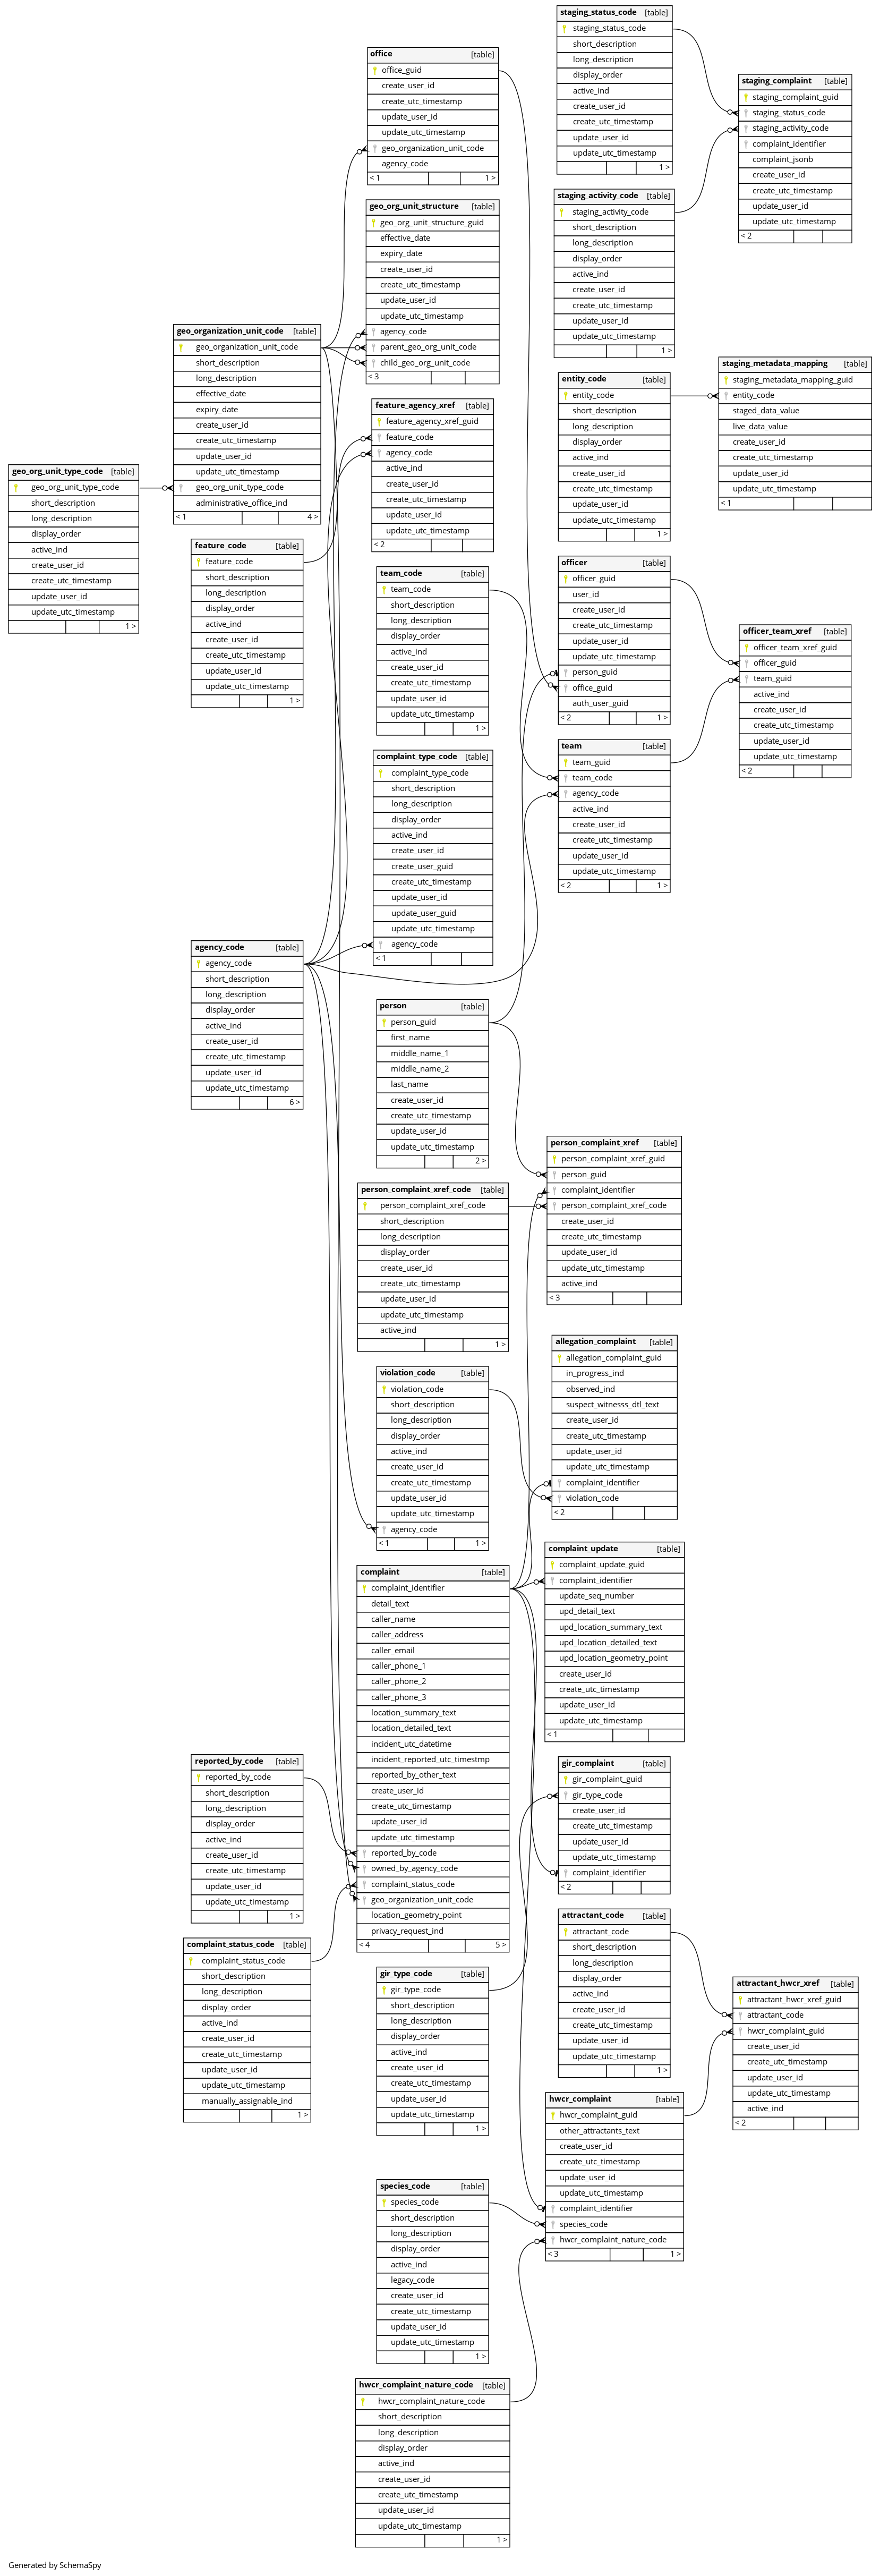 staging_status_code [table]
staging_status_code
short_description
long_description
display_order
active_ind
create_user_id
create_utc_timestamp
update_user_id
update_utc_timestamp
1 >
office [table]
office_guid
create_user_id
create_utc_timestamp
update_user_id
update_utc_timestamp
geo_organization_unit_code
agency_code
< 1 1 >
staging_complaint [table]
staging_complaint_guid
staging_status_code
staging_activity_code
complaint_identifier
complaint_jsonb
create_user_id
create_utc_timestamp
update_user_id
update_utc_timestamp
< 2
staging_activity_code [table]
staging_activity_code
short_description
long_description
display_order
active_ind
create_user_id
create_utc_timestamp
update_user_id
update_utc_timestamp
1 >
geo_org_unit_structure [table]
geo_org_unit_structure_guid
effective_date
expiry_date
create_user_id
create_utc_timestamp
update_user_id
update_utc_timestamp
agency_code
parent_geo_org_unit_code
child_geo_org_unit_code
< 3
geo_organization_unit_code [table]
geo_organization_unit_code
short_description
long_description
effective_date
expiry_date
create_user_id
create_utc_timestamp
update_user_id
update_utc_timestamp
geo_org_unit_type_code
administrative_office_ind
< 1 4 >
staging_metadata_mapping [table]
staging_metadata_mapping_guid
entity_code
staged_data_value
live_data_value
create_user_id
create_utc_timestamp
update_user_id
update_utc_timestamp
< 1
entity_code [table]
entity_code
short_description
long_description
display_order
active_ind
create_user_id
create_utc_timestamp
update_user_id
update_utc_timestamp
1 >
feature_agency_xref [table]
feature_agency_xref_guid
feature_code
agency_code
active_ind
create_user_id
create_utc_timestamp
update_user_id
update_utc_timestamp
< 2
geo_org_unit_type_code [table]
geo_org_unit_type_code
short_description
long_description
display_order
active_ind
create_user_id
create_utc_timestamp
update_user_id
update_utc_timestamp
1 >
feature_code [table]
feature_code
short_description
long_description
display_order
active_ind
create_user_id
create_utc_timestamp
update_user_id
update_utc_timestamp
1 >
officer [table]
officer_guid
user_id
create_user_id
create_utc_timestamp
update_user_id
update_utc_timestamp
person_guid
office_guid
auth_user_guid
< 2 1 >
team_code [table]
team_code
short_description
long_description
display_order
active_ind
create_user_id
create_utc_timestamp
update_user_id
update_utc_timestamp
1 >
officer_team_xref [table]
officer_team_xref_guid
officer_guid
team_guid
active_ind
create_user_id
create_utc_timestamp
update_user_id
update_utc_timestamp
< 2
team [table]
team_guid
team_code
agency_code
active_ind
create_user_id
create_utc_timestamp
update_user_id
update_utc_timestamp
< 2 1 >
complaint_type_code [table]
complaint_type_code
short_description
long_description
display_order
active_ind
create_user_id
create_user_guid
create_utc_timestamp
update_user_id
update_user_guid
update_utc_timestamp
agency_code
< 1
agency_code [table]
agency_code
short_description
long_description
display_order
active_ind
create_user_id
create_utc_timestamp
update_user_id
update_utc_timestamp
6 >
person [table]
person_guid
first_name
middle_name_1
middle_name_2
last_name
create_user_id
create_utc_timestamp
update_user_id
update_utc_timestamp
2 >
person_complaint_xref [table]
person_complaint_xref_guid
person_guid
complaint_identifier
person_complaint_xref_code
create_user_id
create_utc_timestamp
update_user_id
update_utc_timestamp
active_ind
< 3
person_complaint_xref_code [table]
person_complaint_xref_code
short_description
long_description
display_order
create_user_id
create_utc_timestamp
update_user_id
update_utc_timestamp
active_ind
1 >
allegation_complaint [table]
allegation_complaint_guid
in_progress_ind
observed_ind
suspect_witnesss_dtl_text
create_user_id
create_utc_timestamp
update_user_id
update_utc_timestamp
complaint_identifier
violation_code
< 2
violation_code [table]
violation_code
short_description
long_description
display_order
active_ind
create_user_id
create_utc_timestamp
update_user_id
update_utc_timestamp
agency_code
< 1 1 >
complaint_update [table]
complaint_update_guid
complaint_identifier
update_seq_number
upd_detail_text
upd_location_summary_text
upd_location_detailed_text
upd_location_geometry_point
create_user_id
create_utc_timestamp
update_user_id
update_utc_timestamp
< 1
complaint [table]
complaint_identifier
detail_text
caller_name
caller_address
caller_email
caller_phone_1
caller_phone_2
caller_phone_3
location_summary_text
location_detailed_text
incident_utc_datetime
incident_reported_utc_timestmp
reported_by_other_text
create_user_id
create_utc_timestamp
update_user_id
update_utc_timestamp
reported_by_code
owned_by_agency_code
complaint_status_code
geo_organization_unit_code
location_geometry_point
privacy_request_ind
< 4 5 >
reported_by_code [table]
reported_by_code
short_description
long_description
display_order
active_ind
create_user_id
create_utc_timestamp
update_user_id
update_utc_timestamp
1 >
gir_complaint [table]
gir_complaint_guid
gir_type_code
create_user_id
create_utc_timestamp
update_user_id
update_utc_timestamp
complaint_identifier
< 2
attractant_code [table]
attractant_code
short_description
long_description
display_order
active_ind
create_user_id
create_utc_timestamp
update_user_id
update_utc_timestamp
1 >
complaint_status_code [table]
complaint_status_code
short_description
long_description
display_order
active_ind
create_user_id
create_utc_timestamp
update_user_id
update_utc_timestamp
manually_assignable_ind
1 >
gir_type_code [table]
gir_type_code
short_description
long_description
display_order
active_ind
create_user_id
create_utc_timestamp
update_user_id
update_utc_timestamp
1 >
attractant_hwcr_xref [table]
attractant_hwcr_xref_guid
attractant_code
hwcr_complaint_guid
create_user_id
create_utc_timestamp
update_user_id
update_utc_timestamp
active_ind
< 2
hwcr_complaint [table]
hwcr_complaint_guid
other_attractants_text
create_user_id
create_utc_timestamp
update_user_id
update_utc_timestamp
complaint_identifier
species_code
hwcr_complaint_nature_code
< 3 1 >
species_code [table]
species_code
short_description
long_description
display_order
active_ind
legacy_code
create_user_id
create_utc_timestamp
update_user_id
update_utc_timestamp
1 >
hwcr_complaint_nature_code [table]
hwcr_complaint_nature_code
short_description
long_description
display_order
active_ind
create_user_id
create_utc_timestamp
update_user_id
update_utc_timestamp
1 >
Generated by SchemaSpy